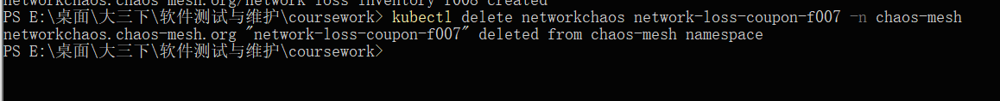 networkchaos.chaos-mesh.org/network-loss-inventory-f008 created
PS E:\桌面\大三下\软件测试与维护\coursework> kubectl delete networkchaos network-loss-coupon-f007 -n chaos-mesh
networkchaos.chaos-mesh.org "network-loss-coupon-f007" deleted from chaos-mesh namespace
PS E:\桌面\大三下\软件测试与维护\coursework>